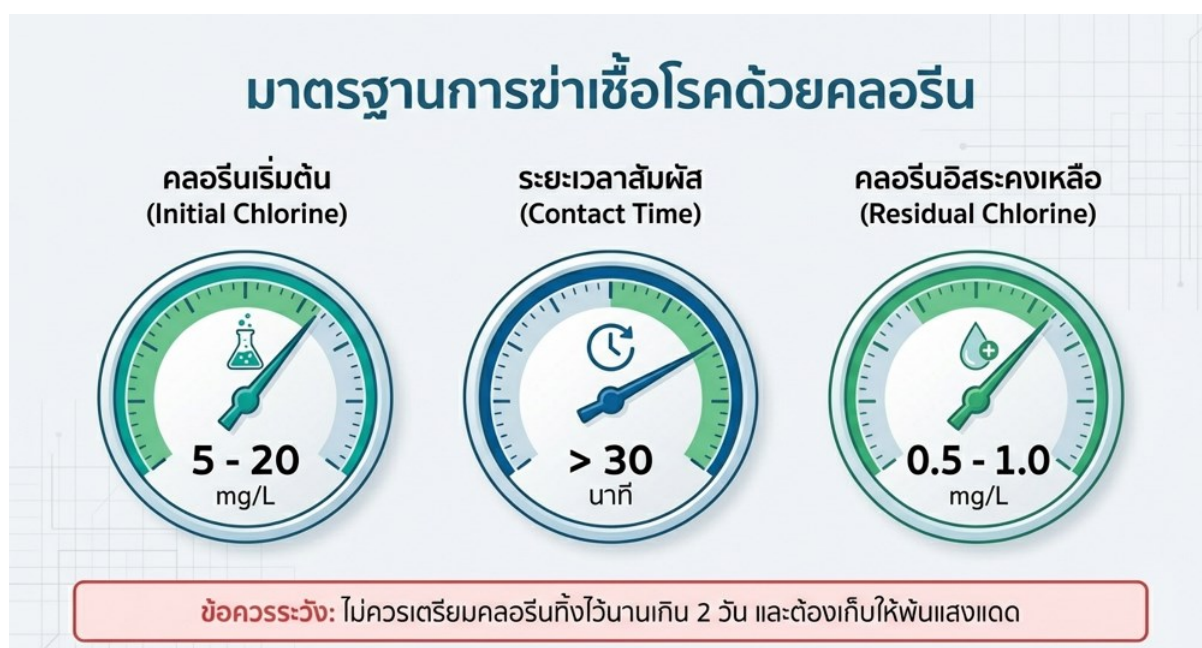 มาตรฐานการฆ่าเชื้อโรคด้วยคลอรีน
คลอรีนเริ่มต้น
(Initial Chlorine)
ระยะเวลาสัมผัส
(Contact Time)
คลอรีนอิสระคงเหลือ
(Residual Chlorine)
5 - 20
mg/L
> 30
นาที
0.5 - 1.0
mg/L
ข้อควรระวัง: ไม่ควรเตรียมคลอรีนทิ้งไว้นานเกิน 2 วัน และต้องเก็บให้พ้นแสงแดด